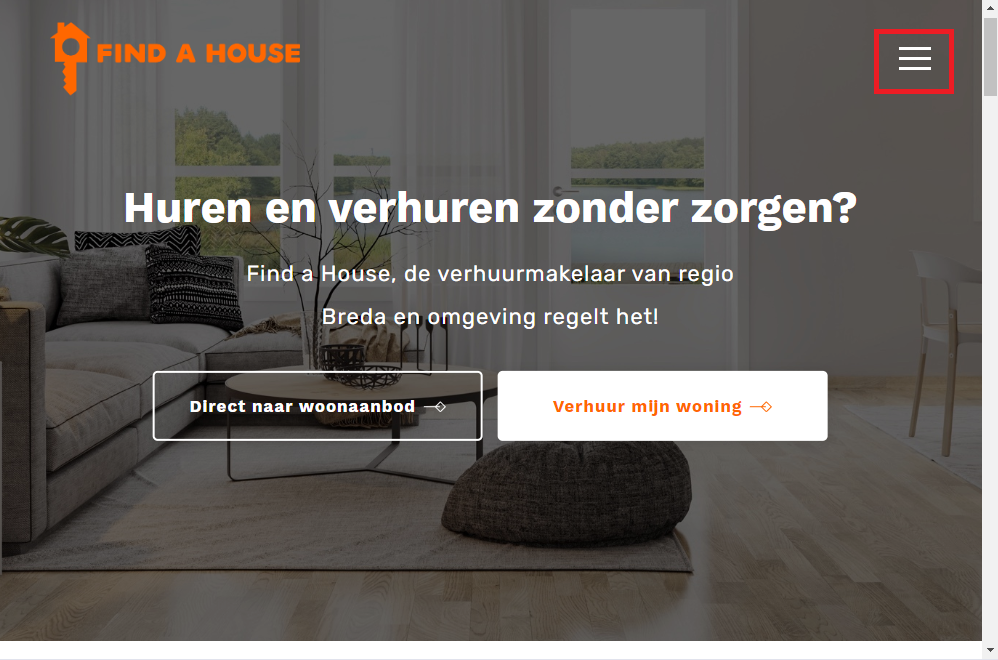 FIND A HOUSE
Huren en verhuren zonder zorgen?
Find a House, de verhuurmakelaar van regio
Breda en omgeving regelt het!
Direct naar woonaanbod
Verhuur mijn woning